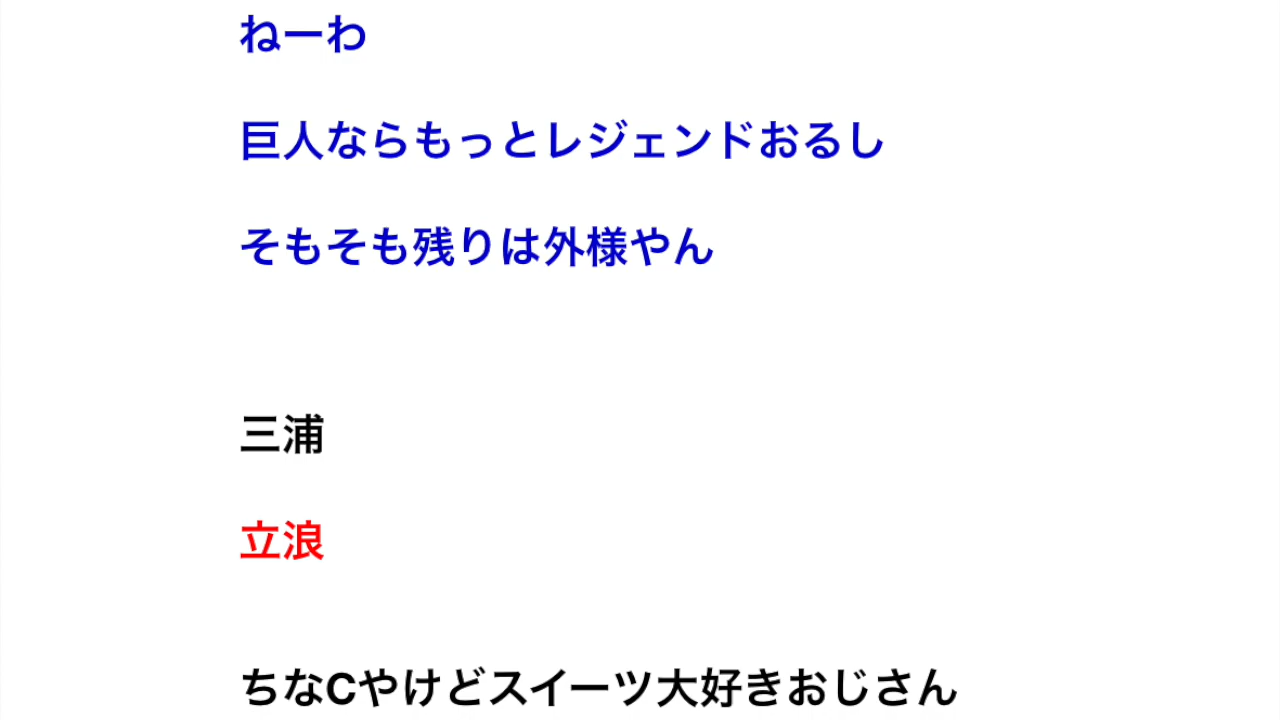 ねーわ
巨人ならもっとレジェンドおるし
そもそも残りは外様やん
三浦
立浪
ちなCやけどスイーツ大好きおじさん